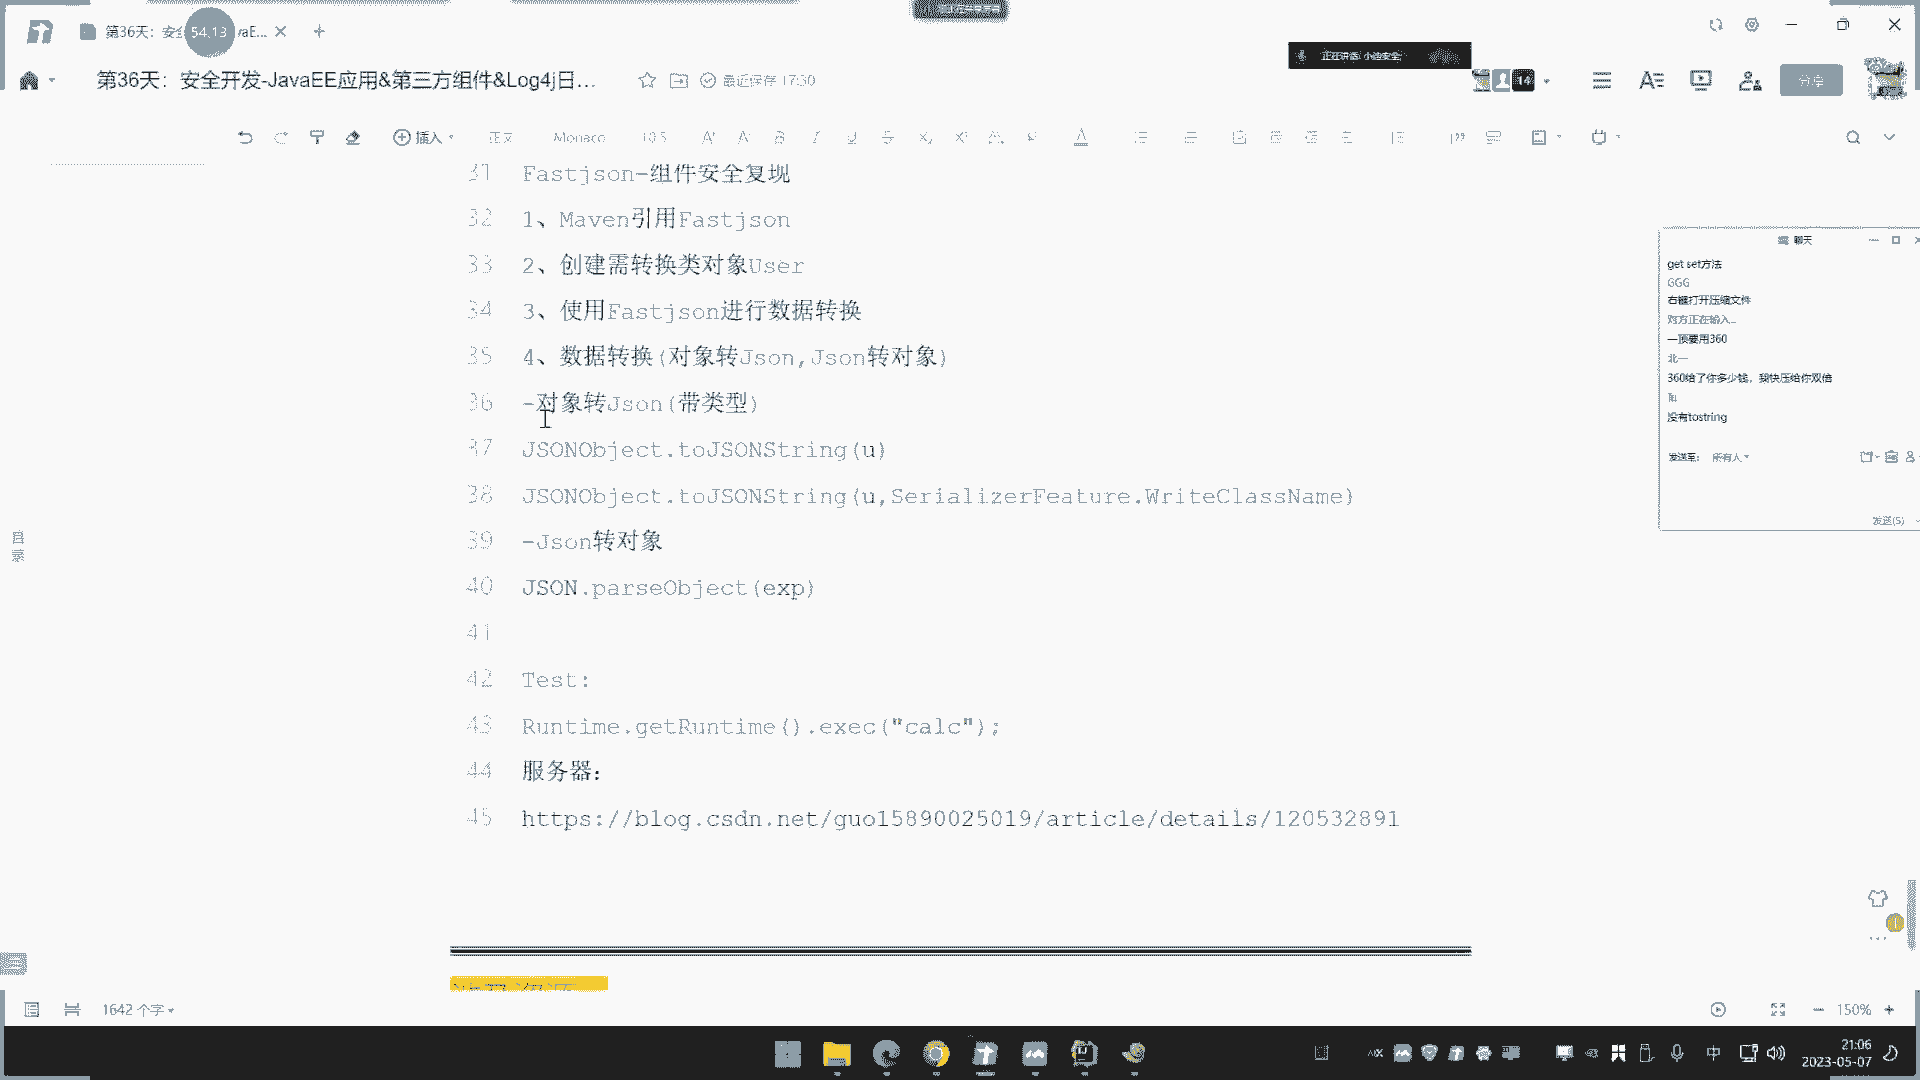 第36天：安全
54.13
vaE...
正在讲话: 小迪安全;
第36天：安全开发-JavaEE应用&第三方组件&Log4j日...
最近保存 17:30
14
分享
插入
正文
Monaco
10.5
31 Fastjson-组件安全复现
32 1、Maven引用Fastjson
33 2、创建需转换类对象User
34 3、使用Fastjson进行数据转换
35 4、数据转换(对象转Json,Json转对象)
36 -对象转Json(带类型)
37 JSONObject.toJSONString(u)
38 JSONObject.toJSONString(u,SerializerFeature.WriteClassName)
39 -Json转对象
40 JSON.parseObject(exp)
41
42 Test:
43 Runtime.getRuntime().exec("calc");
44 服务器：
45 https://blog.csdn.net/guo15890025019/article/details/120532891
目录
聊天
get set方法
GGG
右键打开压缩文件
对方正在输入...
一顶要用360
北一
360给了你多少钱，我快压给你双倍
没有tostring
发送至: 所有人
发送(S)
1642 个字
150%
中
21:06
2023-05-07